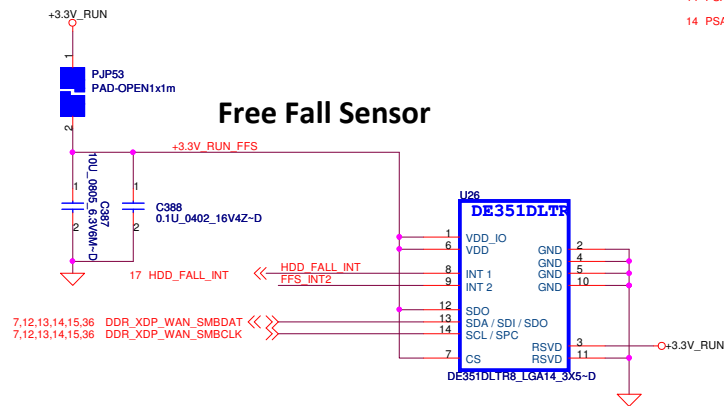 14 PSA
+3.3V_RUN
1
PJP53
PAD-OPEN1x1m
2
Free Fall Sensor
+3.3V_RUN_FFS
1
2
C387
10U_0805_6.3V6M~D
1
2
C388
0.1U_0402_16V4Z~D
U26
DE351DLTR
1 VDD_IO
6 VDD
GND 2
GND 4
GND 5
GND 10
17 HDD_FALL_INT
HDD_FALL_INT
8 INT 1
FFS_INT2
9 INT 2
12 SDO
7,12,13,14,15,36 DDR_XDP_WAN_SMBDAT
13 SDA / SDI / SDO
7,12,13,14,15,36 DDR_XDP_WAN_SMBCLK
14 SCL / SPC
7 CS
RSVD 3
RSVD 11
+3.3V_RUN
DE351DLTR8_LGA14_3X5~D